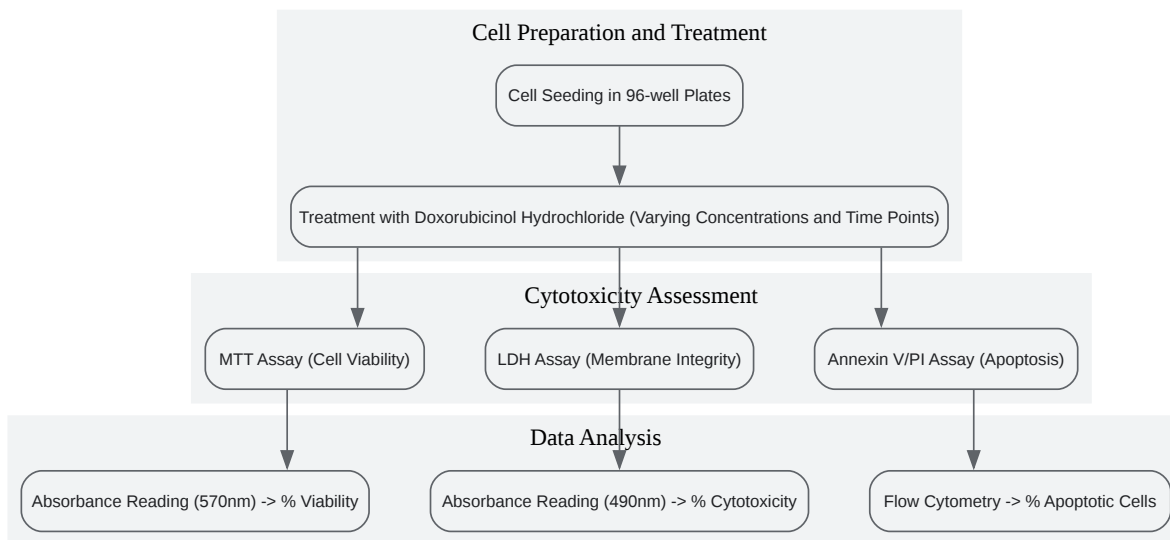 Cell Preparation and Treatment
Cell Seeding in 96-well Plates
Treatment with Doxorubicinol Hydrochloride (Varying Concentrations and Time Points)
Cytotoxicity Assessment
MTT Assay (Cell Viability)
LDH Assay (Membrane Integrity)
Annexin V/PI Assay (Apoptosis)
Data Analysis
Absorbance Reading (570nm) -> % Viability
Absorbance Reading (490nm) -> % Cytotoxicity
Flow Cytometry -> % Apoptotic Cells